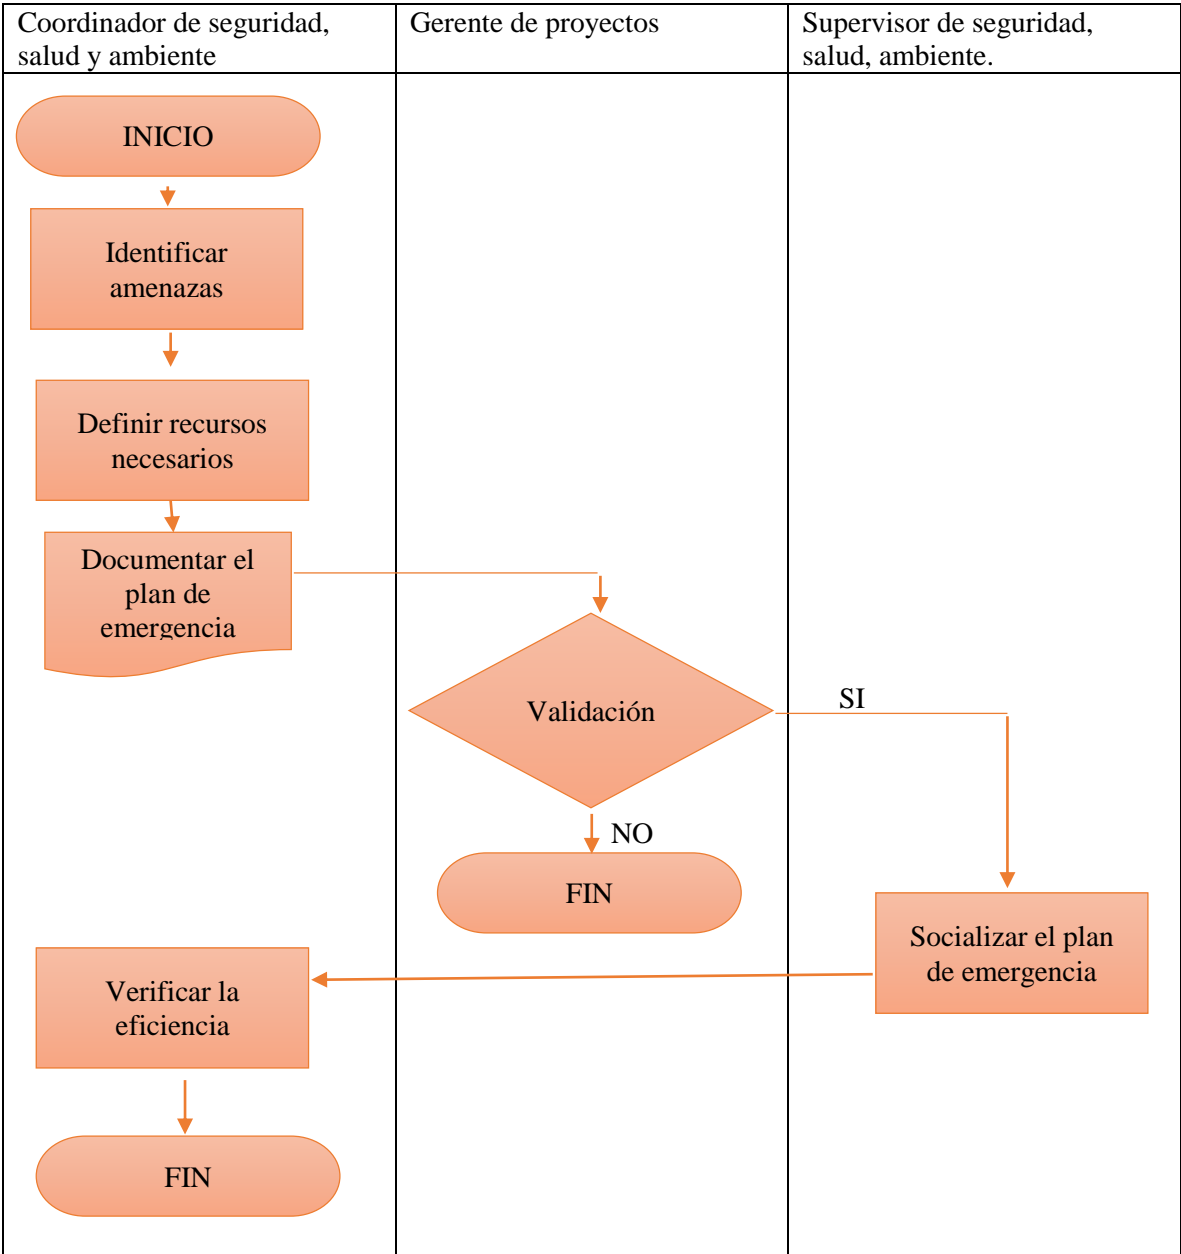 Coordinador de seguridad,
salud y ambiente
Gerente de proyectos
Supervisor de seguridad,
salud, ambiente.
INICIO
Identificar
amenazas
Definir recursos
necesarios
Documentar el
plan de
emergencia
Validación
SI
NO
FIN
Socializar el plan
de emergencia
Verificar la
eficiencia
FIN